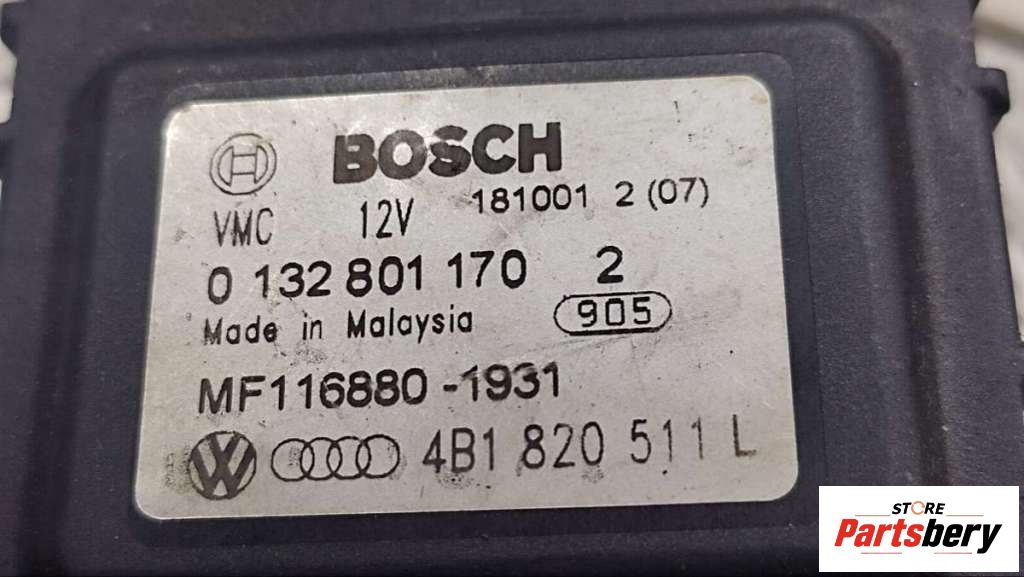 BOSCH
VMC 12V 181001 2 (07)
0 132 801 170 2
Made in Malaysia 905
MF116880-1931
4B1 820 511 L
STORE
Partsbery